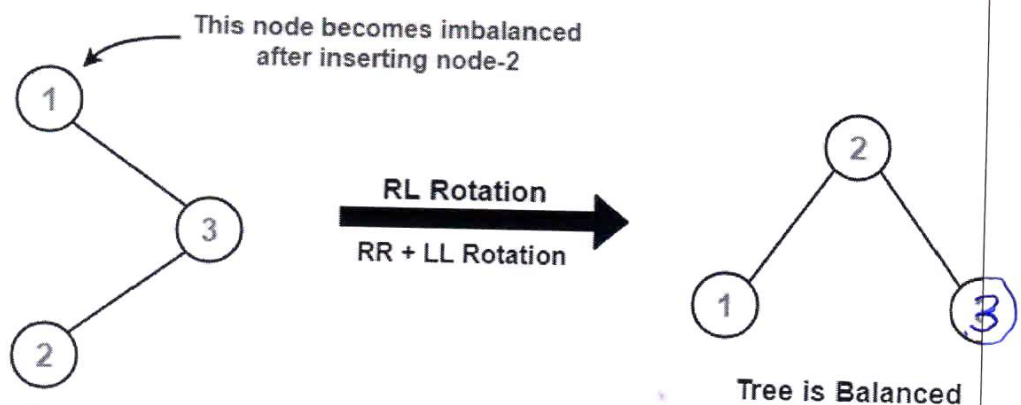 This node becomes imbalanced
after inserting node-2
1
3
2
RL Rotation
RR + LL Rotation
2
1
3
Tree is Balanced